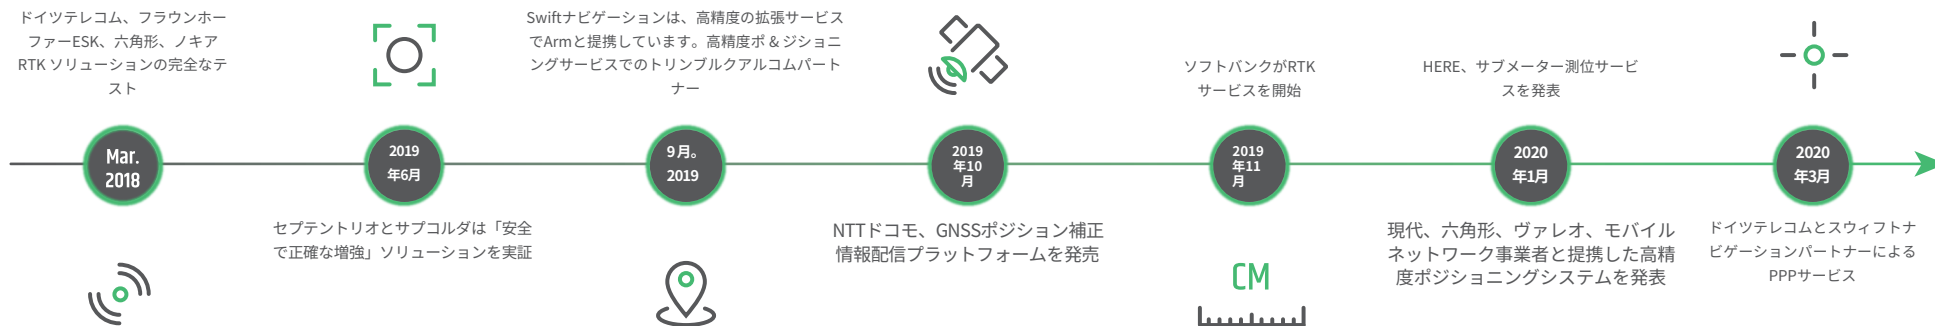 ドイツテレコム、フラウンホー
ファーESK、六角形、ノキア
RTK ソリューションの完全なテ
スト
Mar.
2018
2019
年6月
セプテントリオとサプコルダは「安全
で正確な増強」ソリューションを実証
Swiftナビゲーションは、高精度の拡張サービス
でArmと提携しています。高精度ポ & ジショニ
ングサービスでのトリンブルクアルコムパート
ナー
9 月。
2019
2019
年10
月
NTTドコモ、GNSSポジション補正
情報配信プラットフォームを発売
ソフトバンクがRTK
サービスを開始
2019
年11
月
CM
HERE、サブメーター測位サービ
スを発表
2020
年1月
現代、六角形、ヴァレオ、モバイル
ネットワーク事業者と提携した高精
度ポジショニングシステムを発表
2020
年3月
ドイツテレコムとスウィフトナ
ビゲーションパートナーによる
PPPサービス